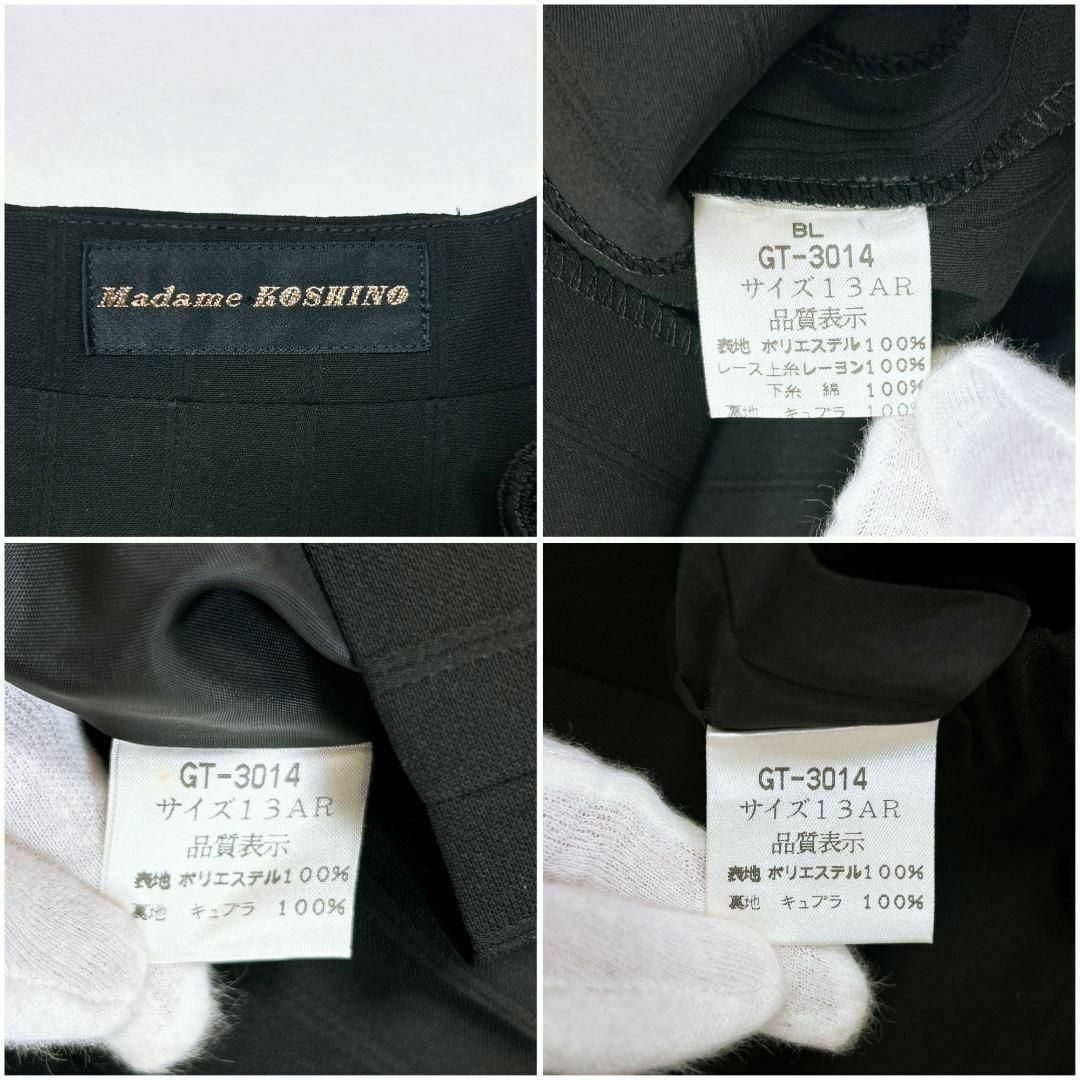 Madame KOSHINO
BL
GT-3014
サイズ13AR
品質表示
表地 ポリエステル100%
レース上糸レーヨン100%
下糸 綿 100%
裏地 キュプラ 100%
GT-3014
サイズ13AR
品質表示
表地 ポリエステル100%
裏地 キュプラ 100%
GT-3014
サイズ13AR
品質表示
表地 ポリエステル100%
裏地 キュプラ 100%